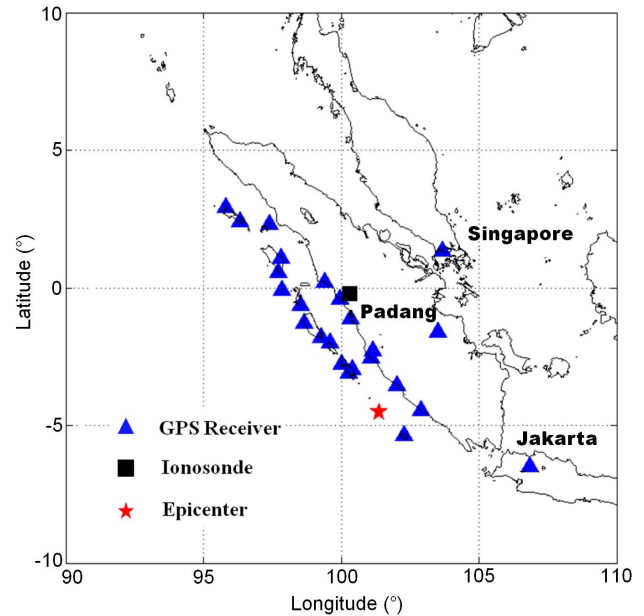 10
5
Singapore
Latitude (°)
0
Padang
-5
GPS Receiver
Jakarta
Ionosonde
Epicenter
-10
90
95
100
105
110
Longitude (°)